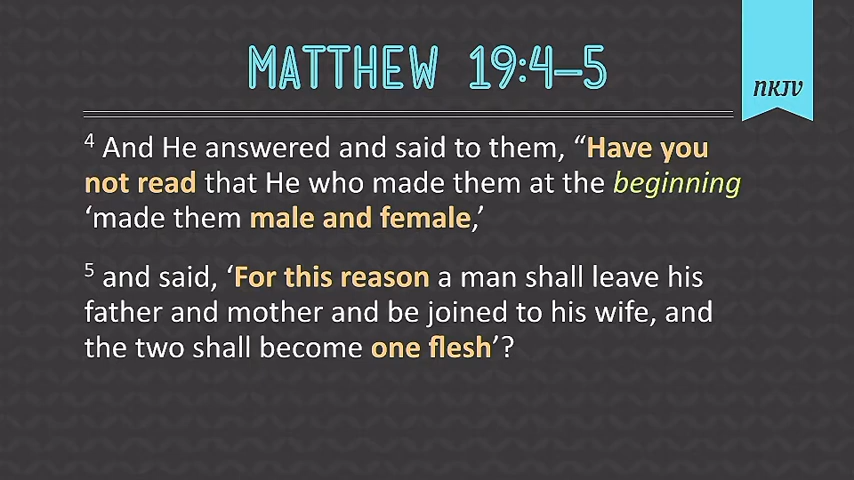 MATTHEW 19:4–5
NKJV
4 And He answered and said to them, “Have you
not read that He who made them at the beginning
‘made them male and female,’
5 and said, ‘For this reason a man shall leave his
father and mother and be joined to his wife, and
the two shall become one flesh’?